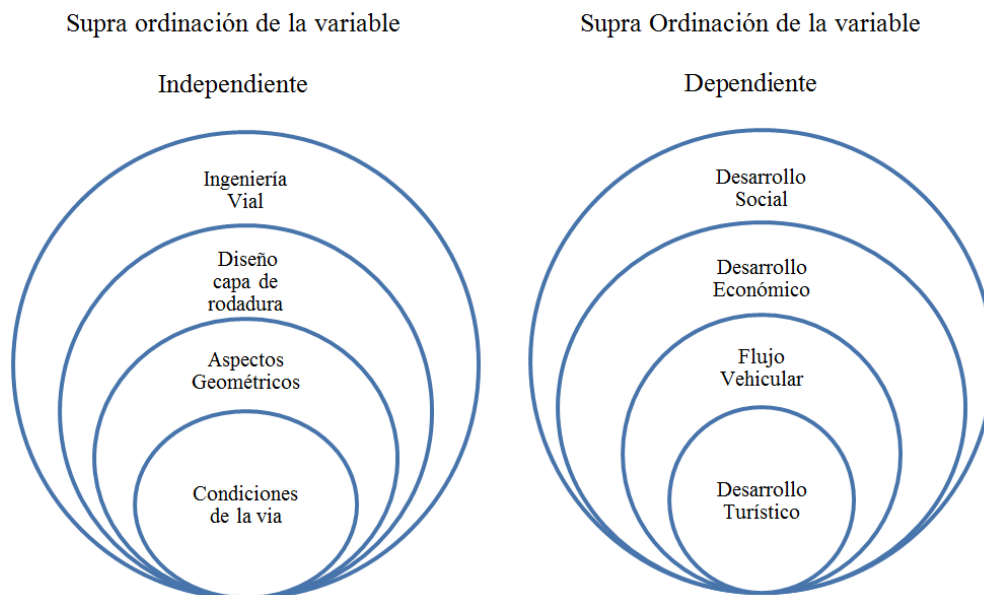 Supra ordinación de la variable
Independiente
Ingeniería
Vial
Diseño
capa de
rodadura
Aspectos
Geométricos
Condiciones
de la via
Supra Ordinación de la variable
Dependiente
Desarrollo
Social
Desarrollo
Económico
Flujo
Vehicular
Desarrollo
Turístico